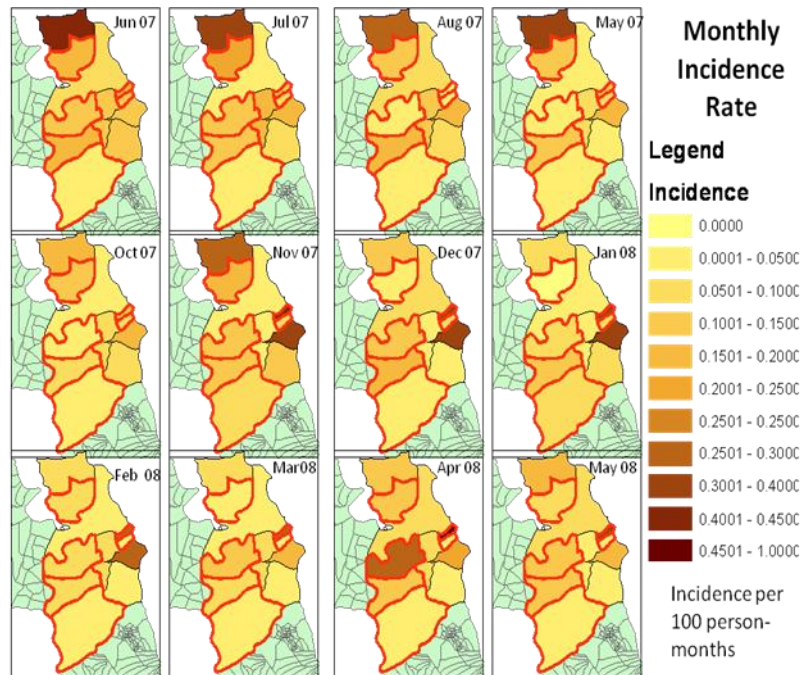 Jun 07
Jul 07
Aug 07
May 07
Oct 07
Nov 07
Dec 07
Jan 08
Feb 08
Mar08
Apr 08
May 08
Monthly
Incidence
Rate
Legend
Incidence
0.0000
0.0001 - 0.0500
0.0501 - 0.1000
0.1001 - 0.1500
0.1501 - 0.2000
0.2001 - 0.2500
0.2501 - 0.2500
0.2501 - 0.3000
0.3001 - 0.4000
0.4001 - 0.4500
0.4501 - 1.0000
Incidence per
100 person-
months